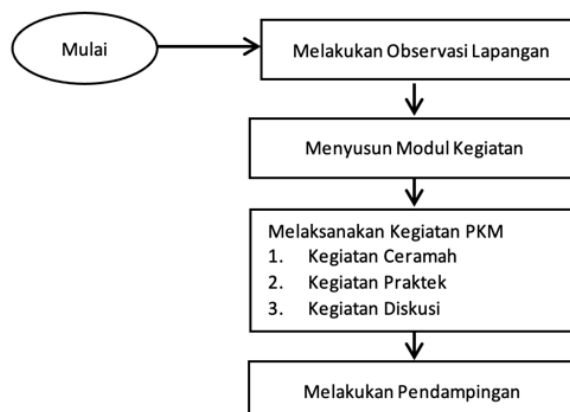 Mulai
Melakukan Observasi Lapangan
Menyusun Modul Kegiatan
Melaksanakan Kegiatan PKM
1. Kegiatan Ceramah
2. Kegiatan Praktek
3. Kegiatan Diskusi
Melakukan Pendampingan